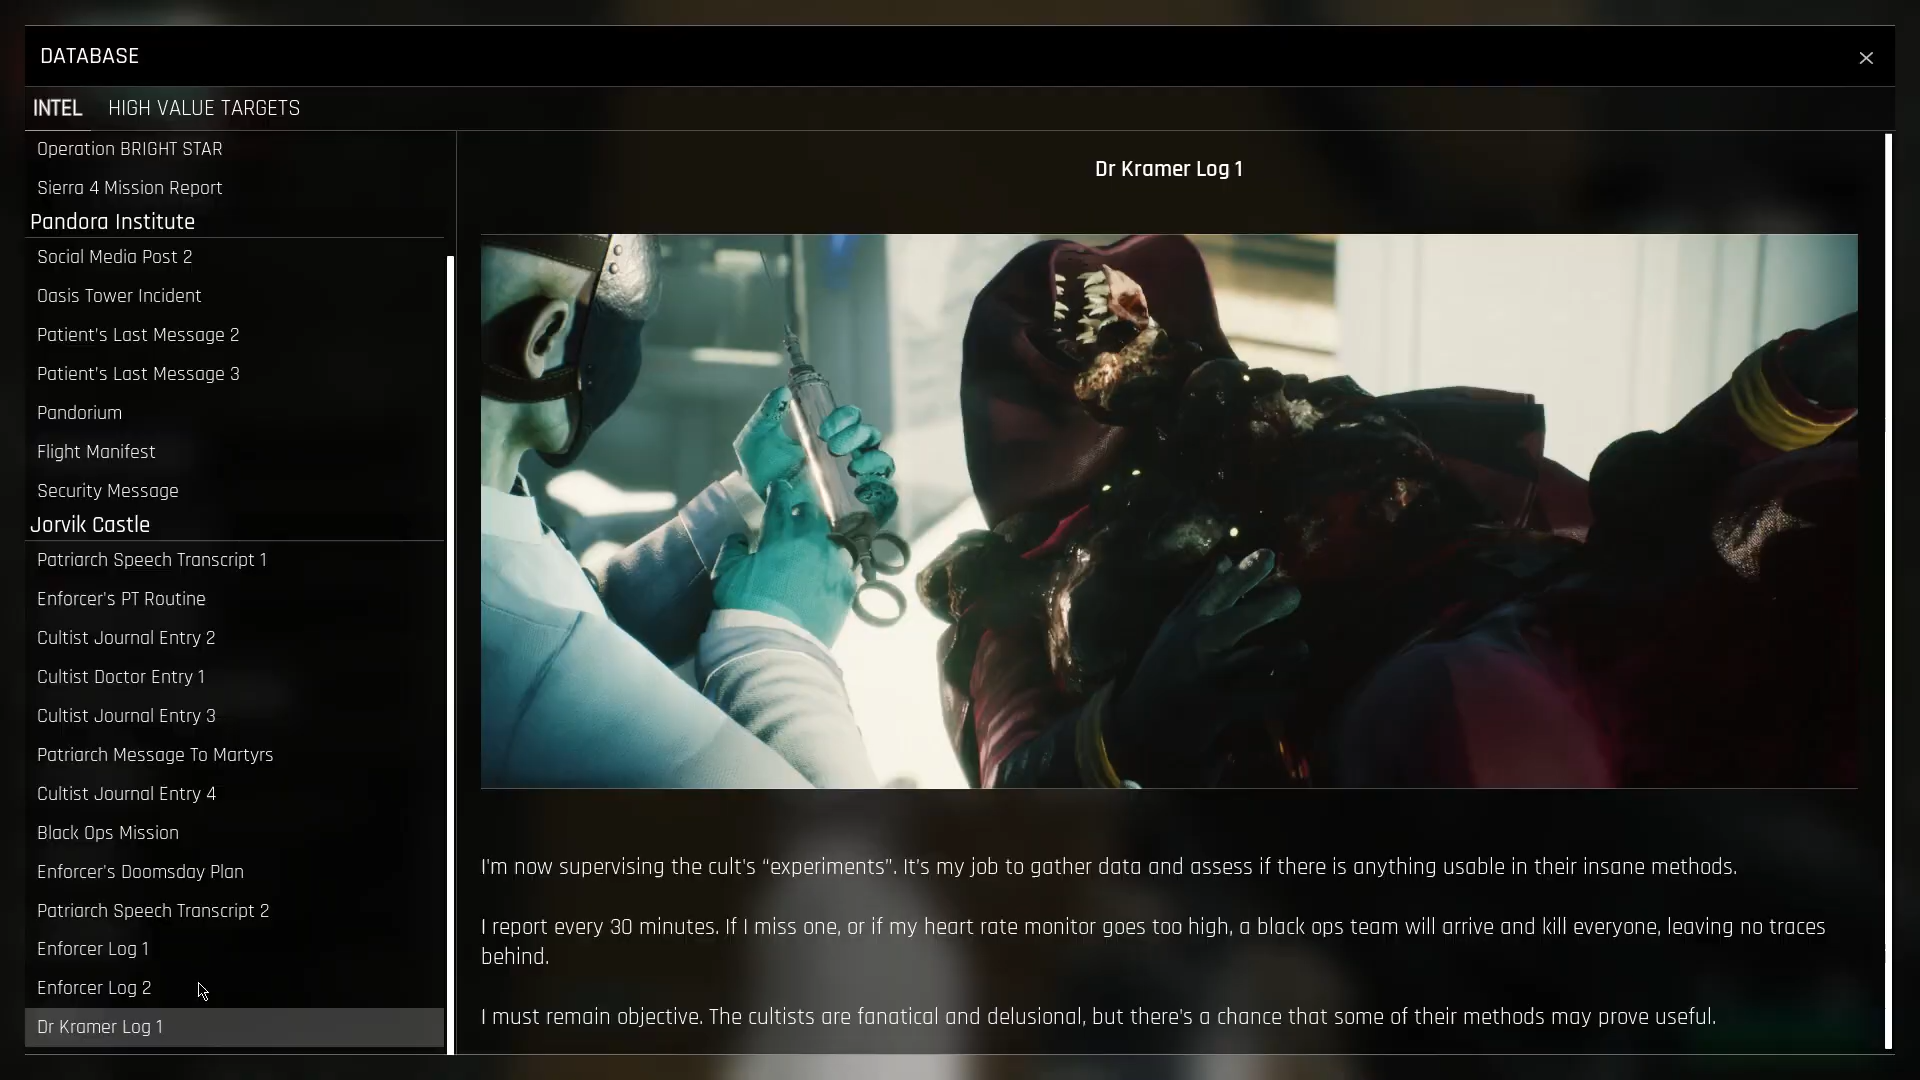 DATABASE
INTEL HIGH VALUE TARGETS
Operation BRIGHT STAR
Sierra 4 Mission Report
Pandora Institute
Social Media Post 2
Oasis Tower Incident
Patient's Last Message 2
Patient's Last Message 3
Pandorium
Flight Manifest
Security Message
Jorvik Castle
Patriarch Speech Transcript 1
Enforcer's PT Routine
Cultist Journal Entry 2
Cultist Doctor Entry 1
Cultist Journal Entry 3
Patriarch Message To Martyrs
Cultist Journal Entry 4
Black Ops Mission
Enforcer's Doomsday Plan
Patriarch Speech Transcript 2
Enforcer Log 1
Enforcer Log 2
Dr Kramer Log 1
Dr Kramer Log 1
I'm now supervising the cult's “experiments”. It's my job to gather data and assess if there is anything usable in their insane methods.
I report every 30 minutes. If I miss one, or if my heart rate monitor goes too high, a black ops team will arrive and kill everyone, leaving no traces
behind.
I must remain objective. The cultists are fanatical and delusional, but there's a chance that some of their methods may prove useful.